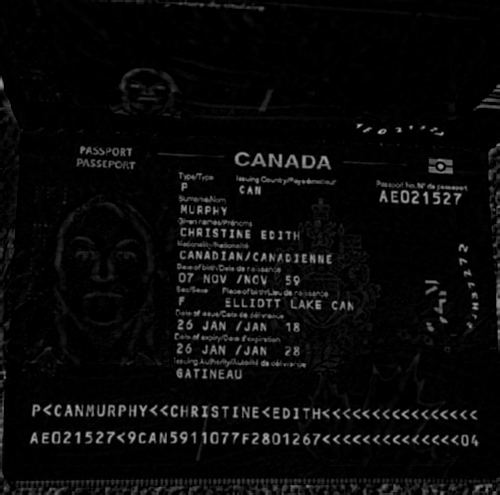 PASSPORT
PASSEPORT
CANADA
Type/Type
Issuing Country/Pays émetteur
P
CAN
Passport No./N° de passeport
AE021527
Surname/Nom
MURPHY
Given names/Prénoms
CHRISTINE EDITH
Nationality/Nationalité
CANADIAN/CANADIENNE
Date of birth/Date de naissance
07 NOV /NOV 59
Sex/Sexe
Place of birth/Lieu de naissance
F
ELLIOTT LAKE CAN
Date of issue/Date de délivrance
26 JAN /JAN 18
Date of expiry/Date d'expiration
26 JAN /JAN 28
Issuing Authority/Autorité de délivrance
GATINEAU
P<CANMURPHY<<CHRISTINE<EDITH<<<<<<<<<<<<<<<<
AE021527<9CAN5911077F2801267<<<<<<<<<<<<<<04